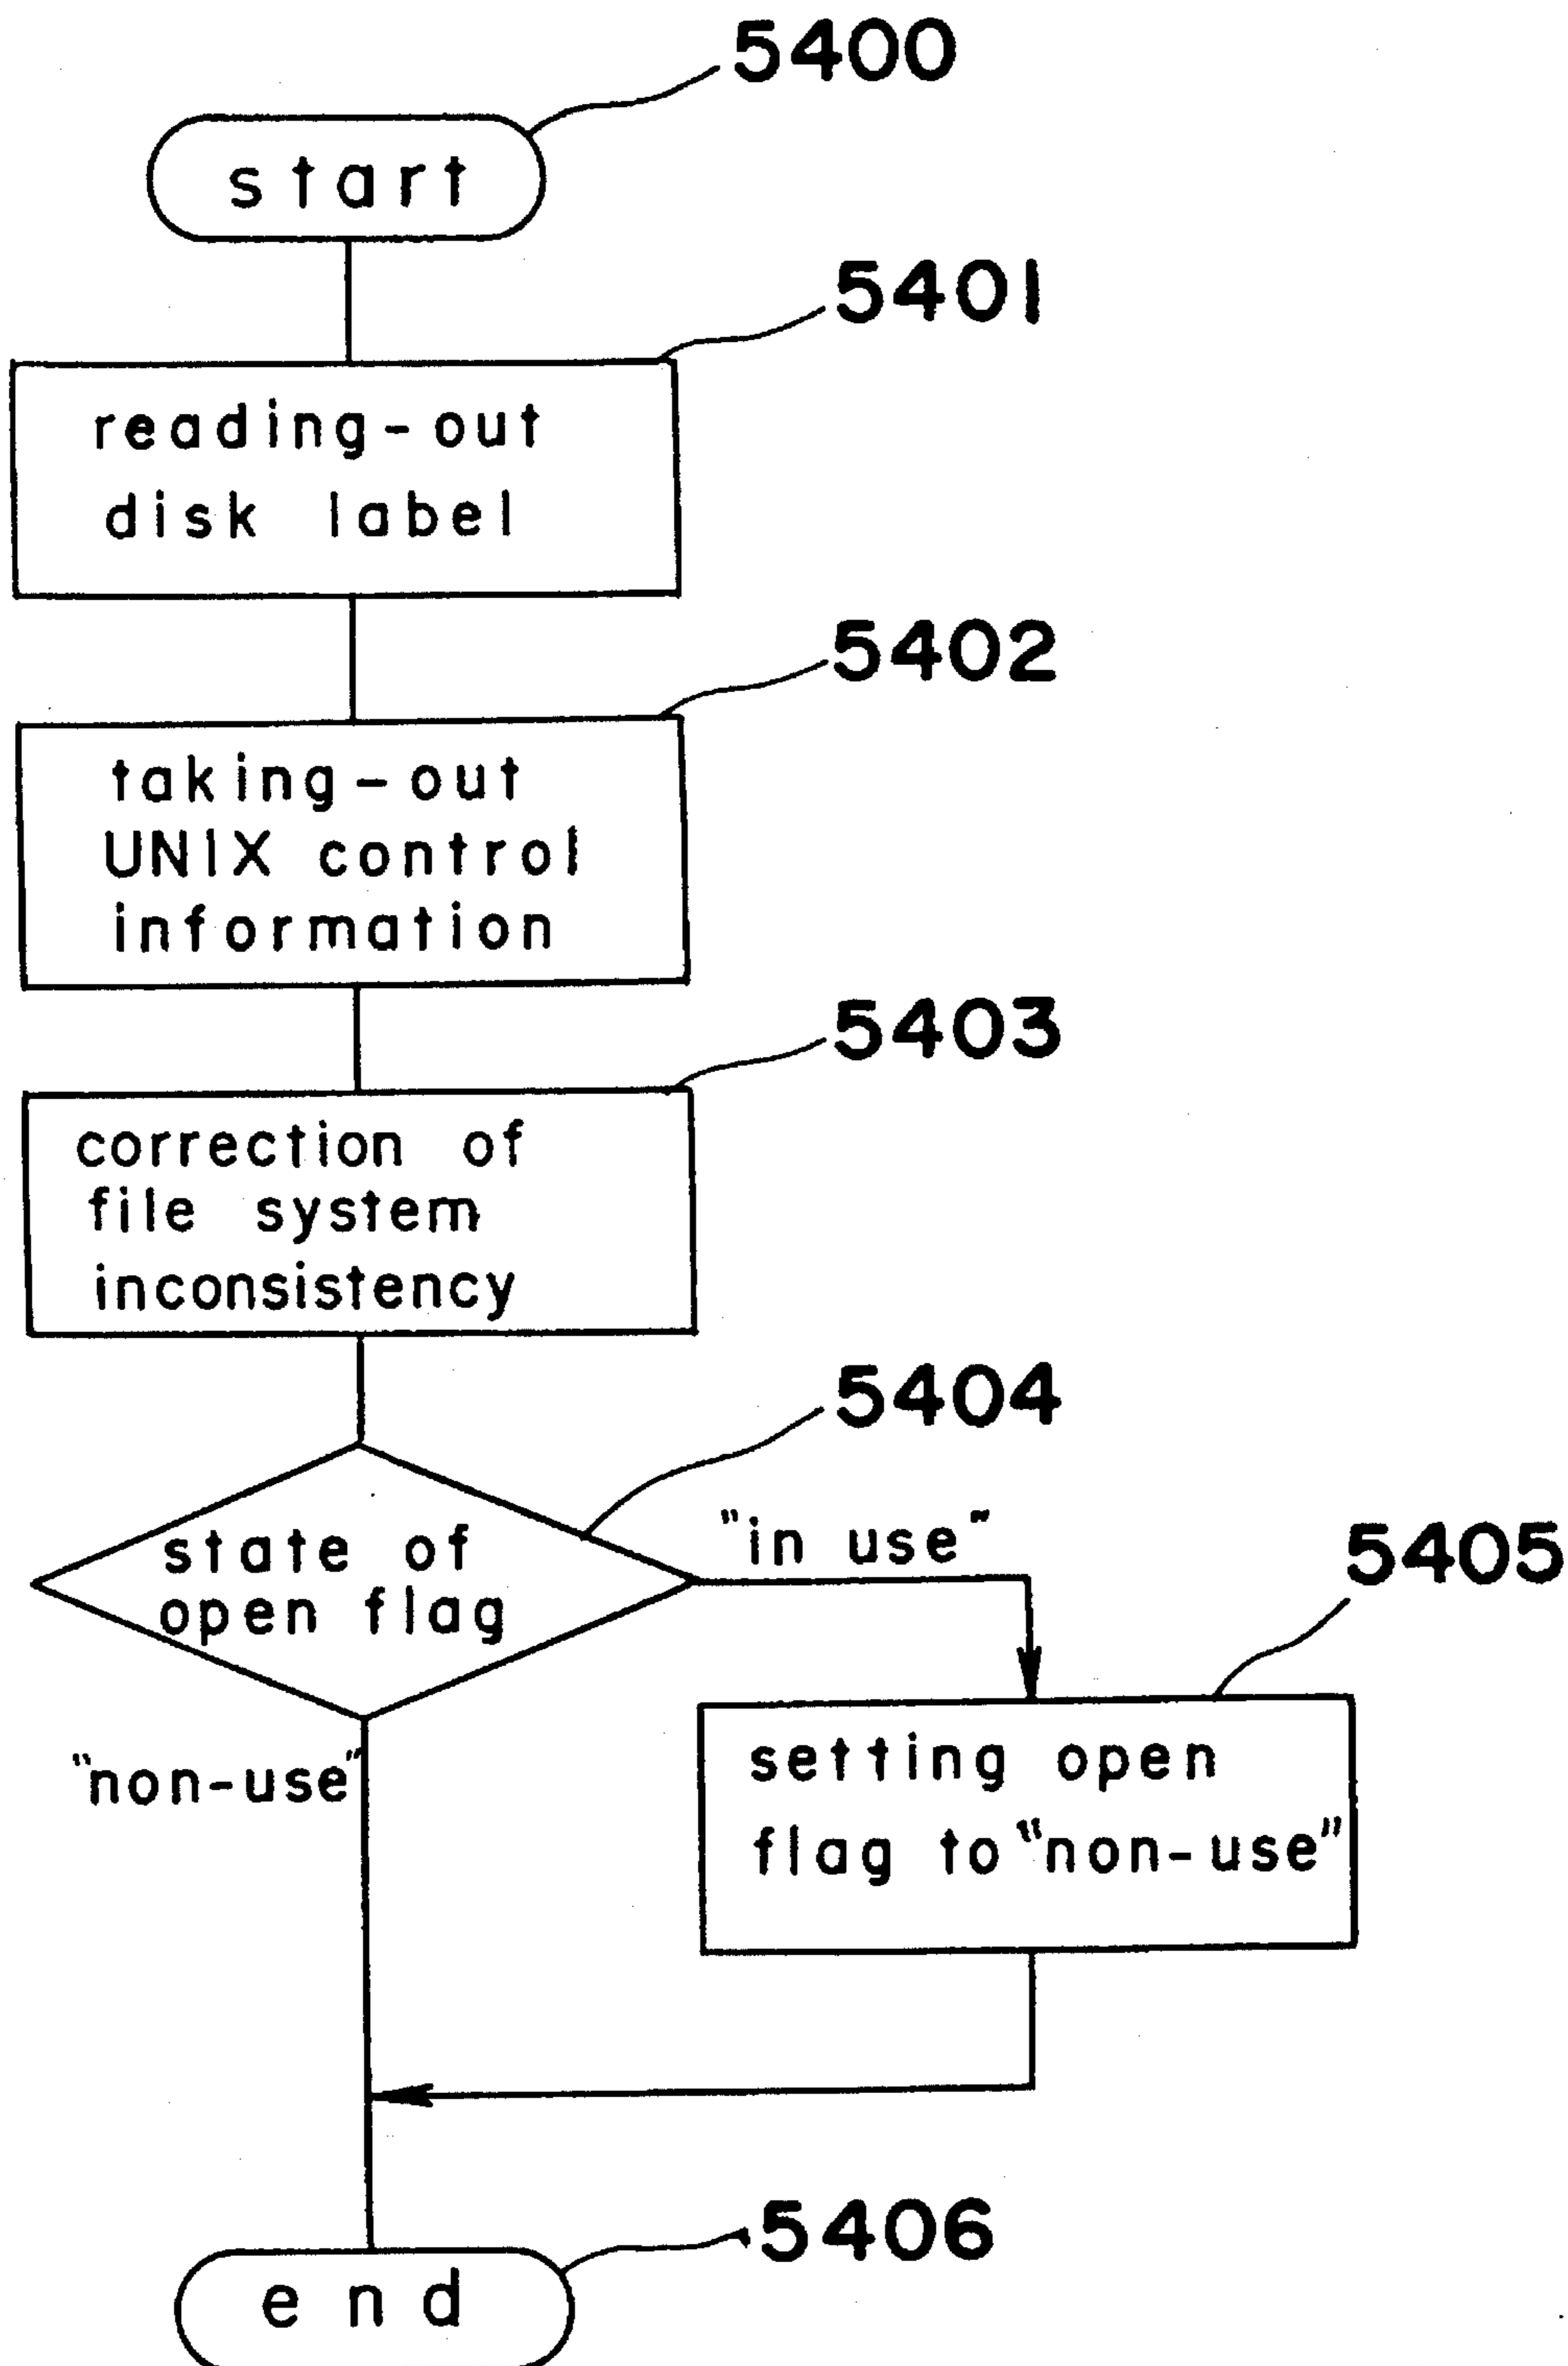 5400
start
5401
reading-out
disk label
5402
taking-out
UNIX control
information
5403
correction of
file system
inconsistency
5404
state of
open flag
"in use"
5405
"non-use"
setting open
flag to "non-use"
5406
end